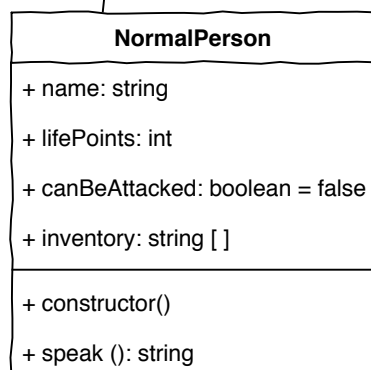 NormalPerson
+ name: string
+ lifePoints: int
+ canBeAttacked: boolean = false
+ inventory: string [ ]
+ constructor()
+ speak (): string